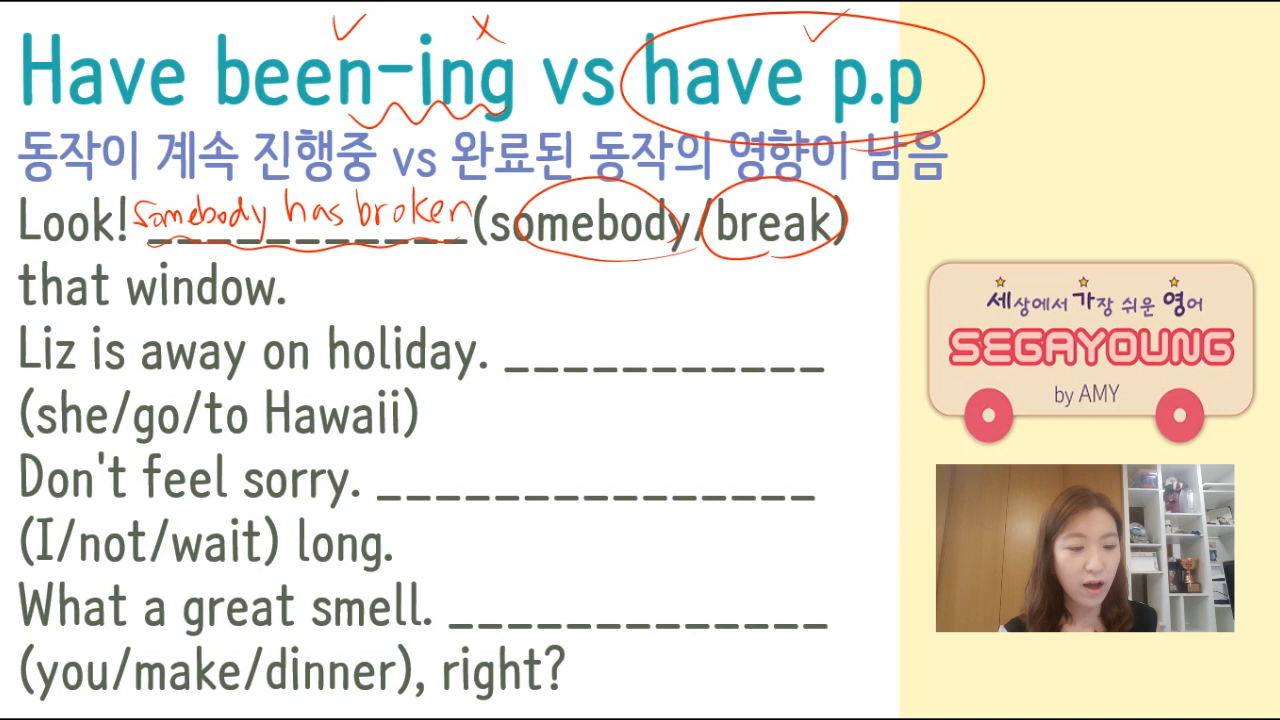 Have been-ing vs have p.p
동작이 계속 진행중 vs 완료된 동작의 영향이 남음
Look! somebody has broken (somebody/break)
that window.
Liz is away on holiday. ___________
(she/go/to Hawaii)
Don't feel sorry. _______________
(I/not/wait) long.
What a great smell. _____________
(you/make/dinner), right?
세상에서 가장 쉬운 영어
SEGAYOUNG
by AMY